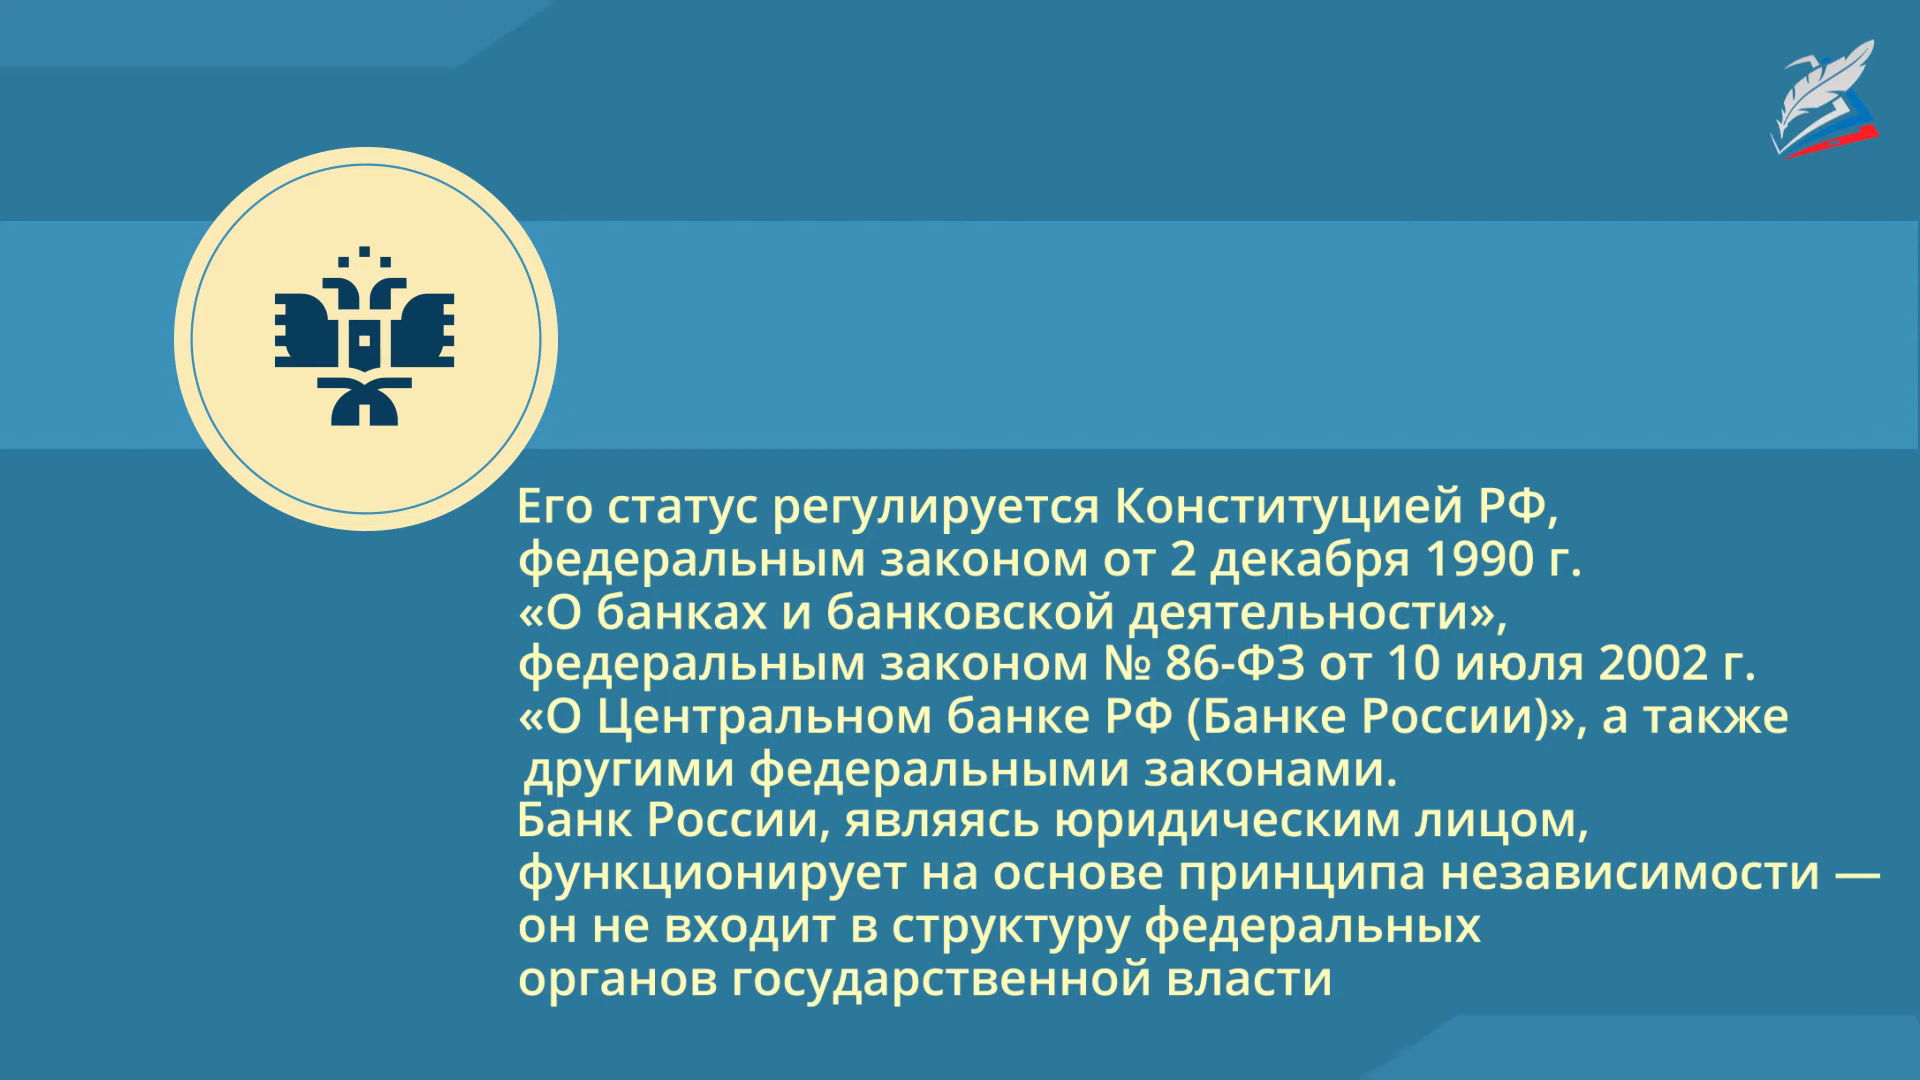 Его статус регулируется Конституцией РФ,
федеральным законом от 2 декабря 1990 г.
«О банках и банковской деятельности»,
федеральным законом № 86-ФЗ от 10 июля 2002 г.
«О Центральном банке РФ (Банке России)», а также
другими федеральными законами.
Банк России, являясь юридическим лицом,
функционирует на основе принципа независимости —
он не входит в структуру федеральных
органов государственной власти